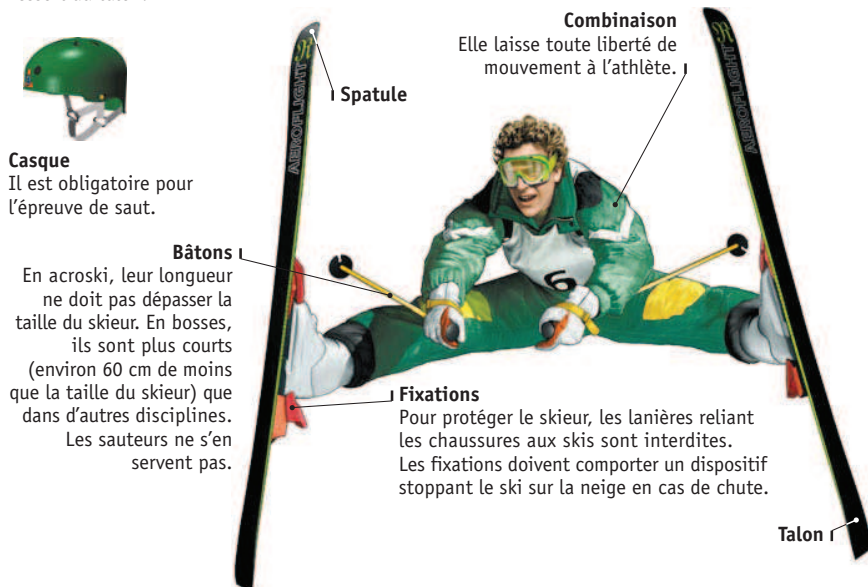 Casque
Il est obligatoire pour
l'épreuve de saut.
Spatule
Combinaison
Elle laisse toute liberté de
mouvement à l'athlète.
Bâtons
En acroski, leur longueur
ne doit pas dépasser la
taille du skieur. En bosses,
ils sont plus courts
(environ 60 cm de moins
que la taille du skieur) que
dans d'autres disciplines.
Les sauteurs ne s'en
servent pas.
Fixations
Pour protéger le skieur, les lanières reliant
les chaussures aux skis sont interdites.
Les fixations doivent comporter un dispositif
stoppant le ski sur la neige en cas de chute.
Talon
R
AEROFLIGHT
R
AEROFLIGHT
6